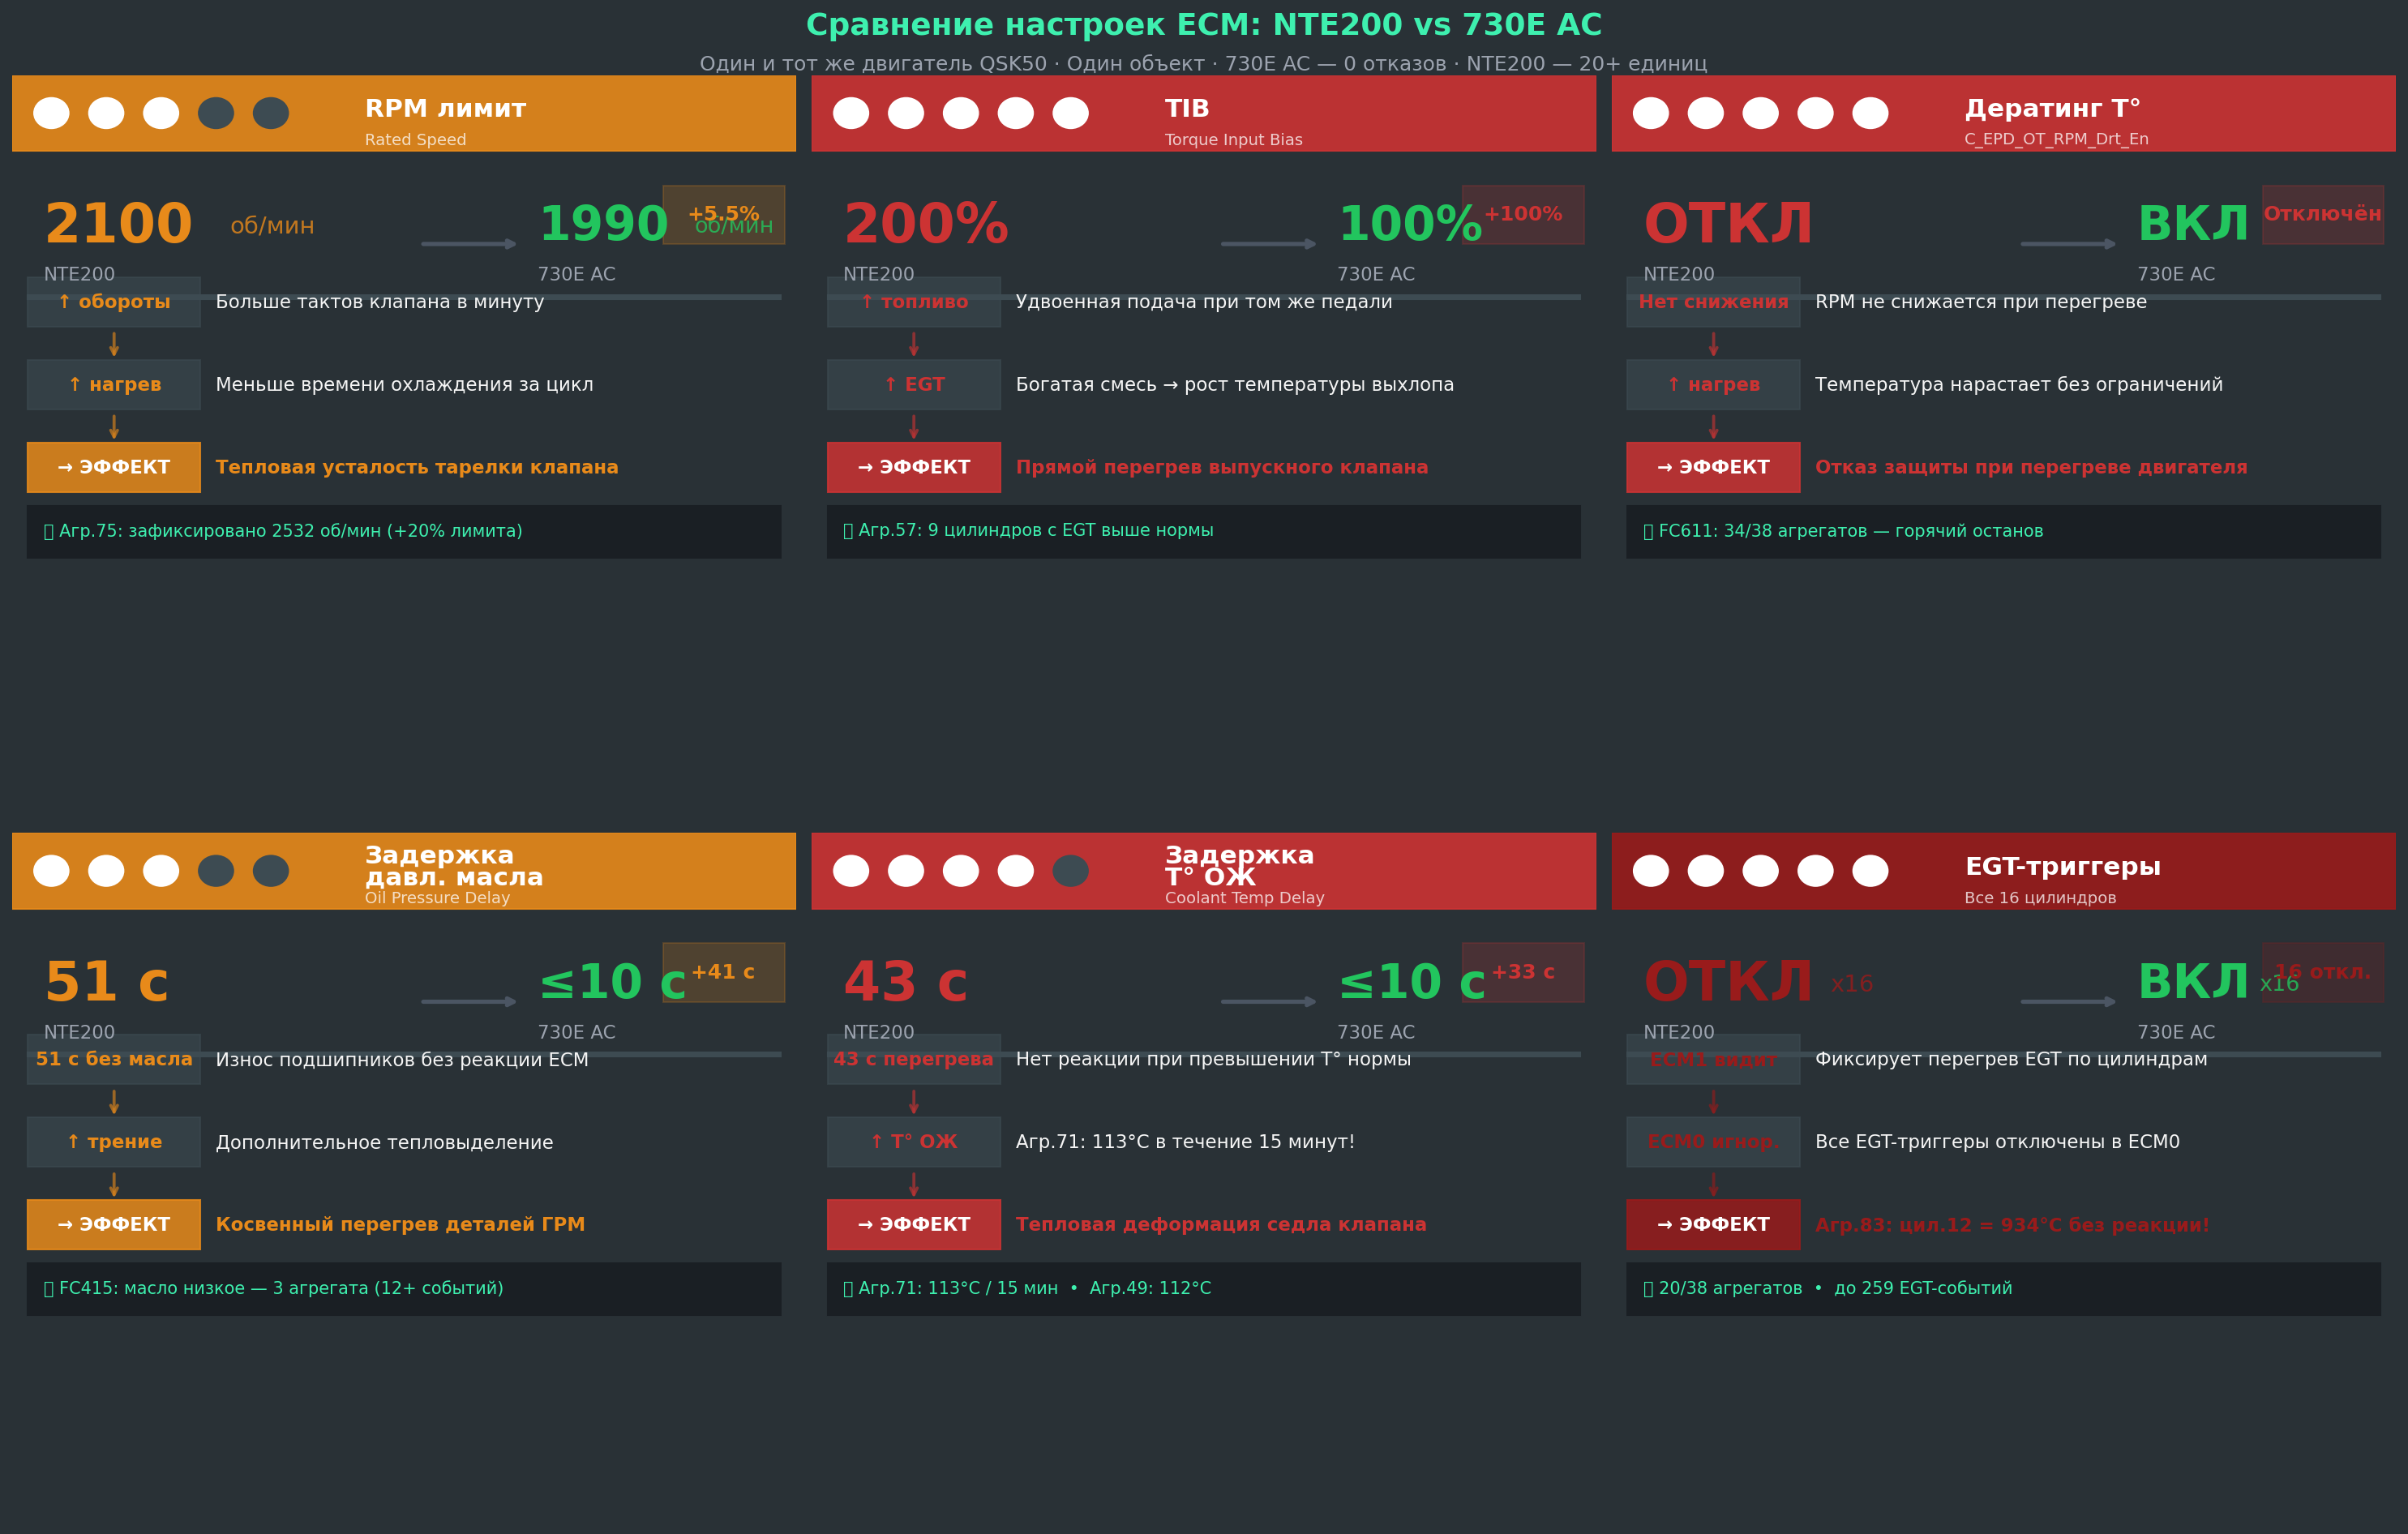 Сравнение настроек ECM: NTE200 vs 730E AC
Один и тот же двигатель QSK50 · Один объект · 730E AC — 0 отказов · NTE200 — 20+ единиц
RPM лимит
Rated Speed
2100 об/мин
NTE200
1990 об/мин
730E AC
+5.5%
↑ обороты
Больше тактов клапана в минуту
↑ нагрев
Меньше времени охлаждения за цикл
→ ЭФФЕКТ
Тепловая усталость тарелки клапана
Агр.75: зафиксировано 2532 об/мин (+20% лимита)
TIB
Torque Input Bias
200%
NTE200
100%
730E AC
+100%
↑ топливо
Удвоенная подача при том же педали
↑ EGT
Богатая смесь → рост температуры выхлопа
→ ЭФФЕКТ
Прямой перегрев выпускного клапана
Агр.57: 9 цилиндров с EGT выше нормы
Дератинг T°
C_EPD_OT_RPM_Drt_En
ОТКЛ
NTE200
ВКЛ
730E AC
Отключён
Нет снижения
RPM не снижается при перегреве
↑ нагрев
Температура нарастает без ограничений
→ ЭФФЕКТ
Отказ защиты при перегреве двигателя
FC611: 34/38 агрегатов — горячий останов
Задержка
давл. масла
Oil Pressure Delay
51 с
NTE200
≤10 с
730E AC
+41 с
51 с без масла
Износ подшипников без реакции ECM
↑ трение
Дополнительное тепловыделение
→ ЭФФЕКТ
Косвенный перегрев деталей ГРМ
FC415: масло низкое — 3 агрегата (12+ событий)
Задержка
T° ОЖ
Coolant Temp Delay
43 с
NTE200
≤10 с
730E AC
+33 с
43 с перегрева
Нет реакции при превышении T° нормы
↑ T° ОЖ
Агр.71: 113°C в течение 15 минут!
→ ЭФФЕКТ
Тепловая деформация седла клапана
Агр.71: 113°C / 15 мин • Агр.49: 112°C
EGT-триггеры
Все 16 цилиндров
ОТКЛ x16
NTE200
ВКЛ x16
730E AC
16 откл.
ECM1 видит
Фиксирует перегрев EGT по цилиндрам
ECM0 игнор.
Все EGT-триггеры отключены в ECM0
→ ЭФФЕКТ
Агр.83: цил.12 = 934°C без реакции!
20/38 агрегатов • до 259 EGT-событий